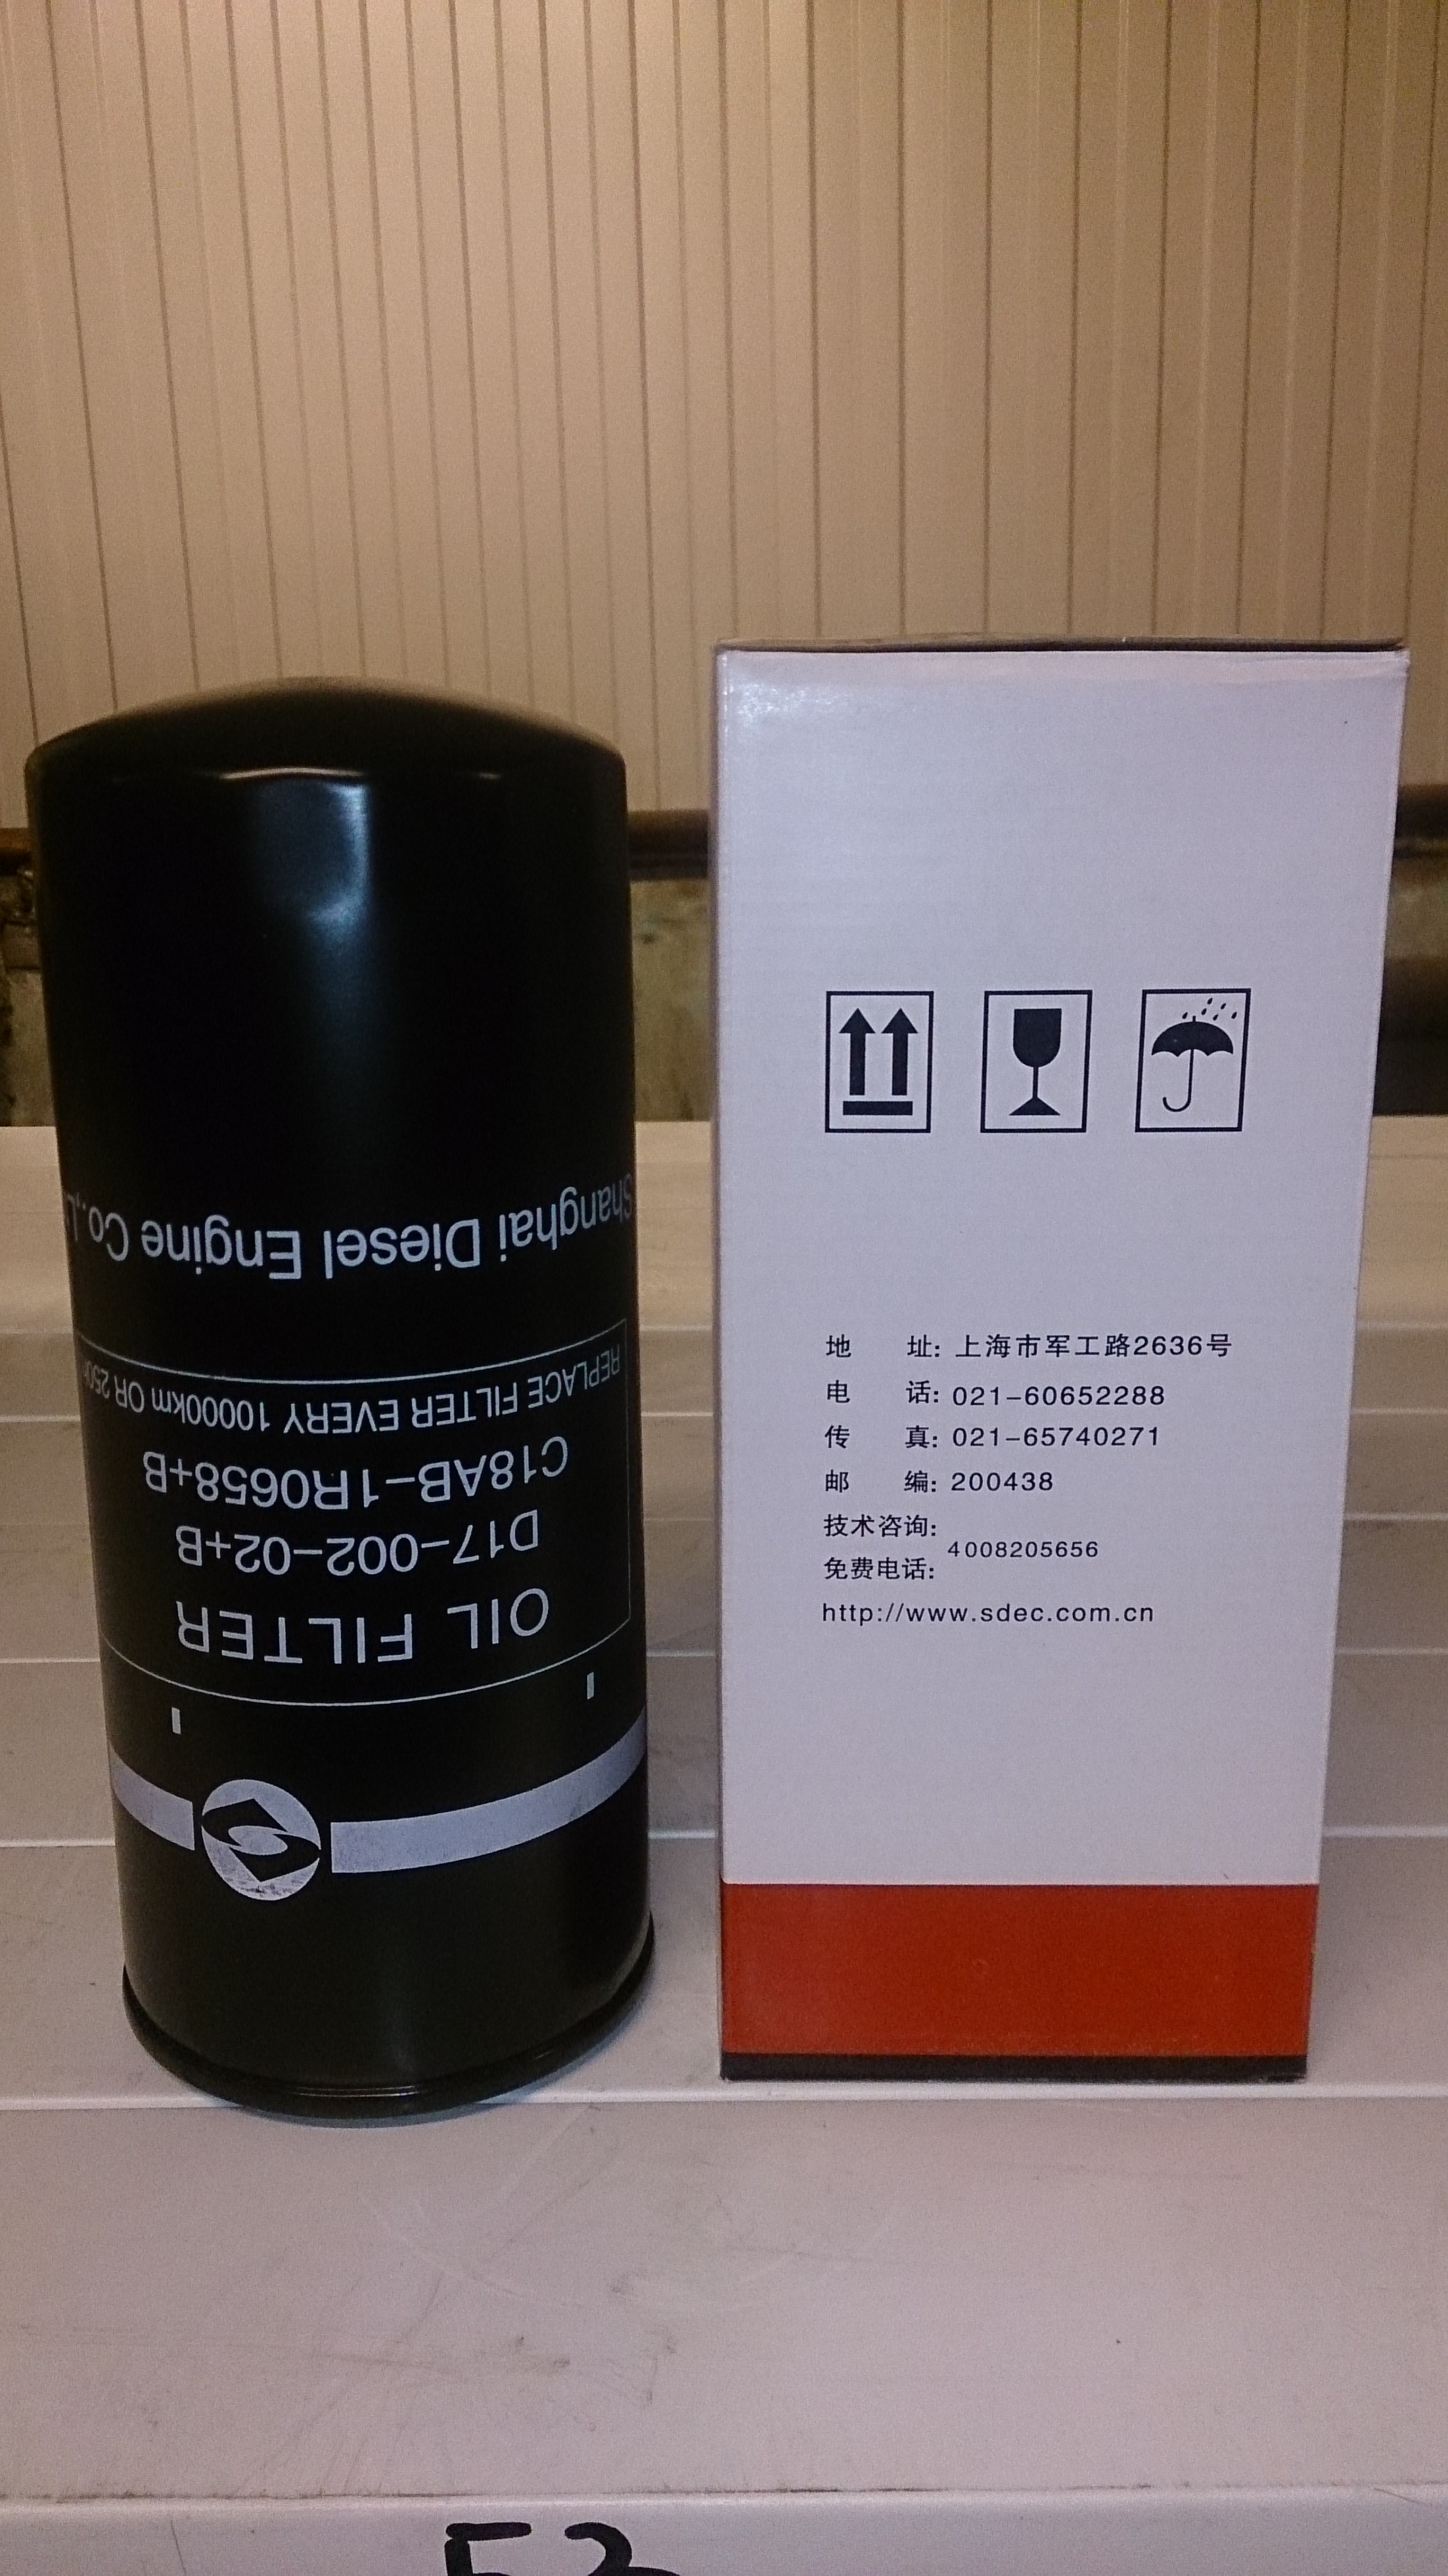 OIL FILTER
D17-002-02+B
C18AB-1R0658+B
REPLACE FILTER EVERY 10000km OR
Shanghai Diesel Engine Co.,
地 址: 上海市军工路2636号
电 话: 021-60652288
传 真: 021-65740271
邮 编: 200438
技术咨询:
免费电话: 4008205656
http://www.sdec.com.cn